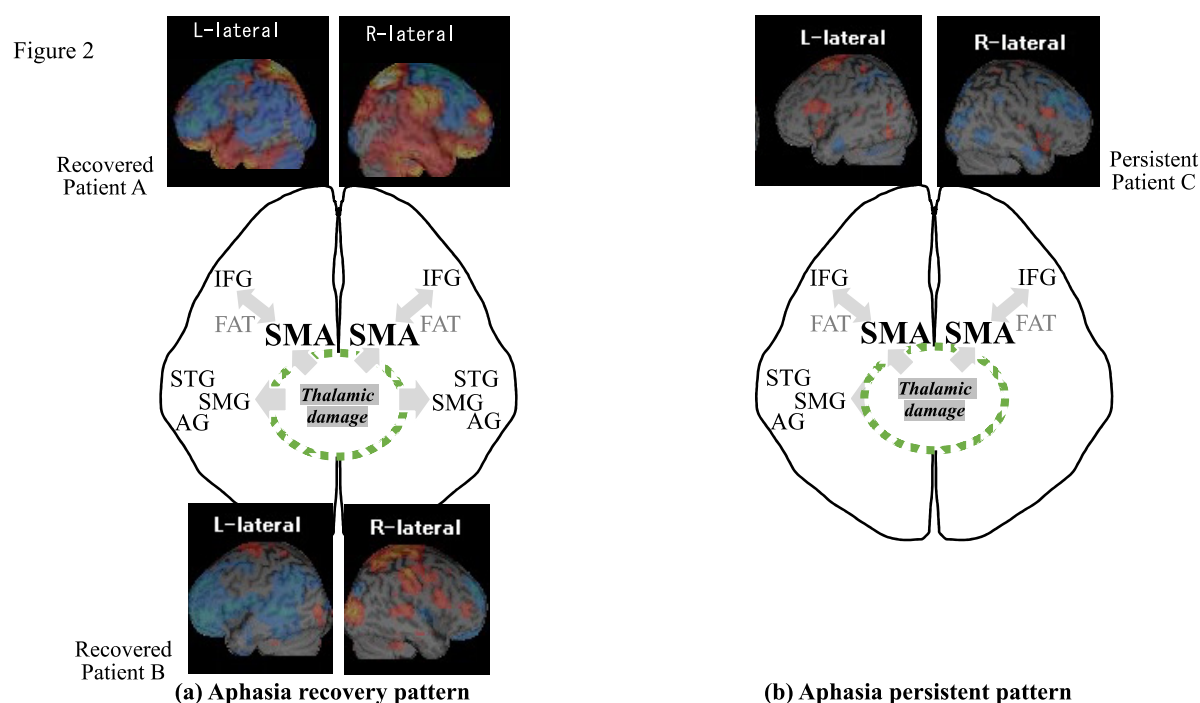 Figure 2
L-lateral
R-lateral
Recovered
Patient A
IFG
IFG
FAT
FAT
SMA
SMA
STG
SMG
AG
Thalamic
damage
STG
SMG
AG
L-lateral
R-lateral
Recovered
Patient B
(a) Aphasia recovery pattern
L-lateral
R-lateral
Persistent
Patient C
IFG
IFG
FAT
FAT
SMA
SMA
STG
SMG
AG
Thalamic
damage
(b) Aphasia persistent pattern